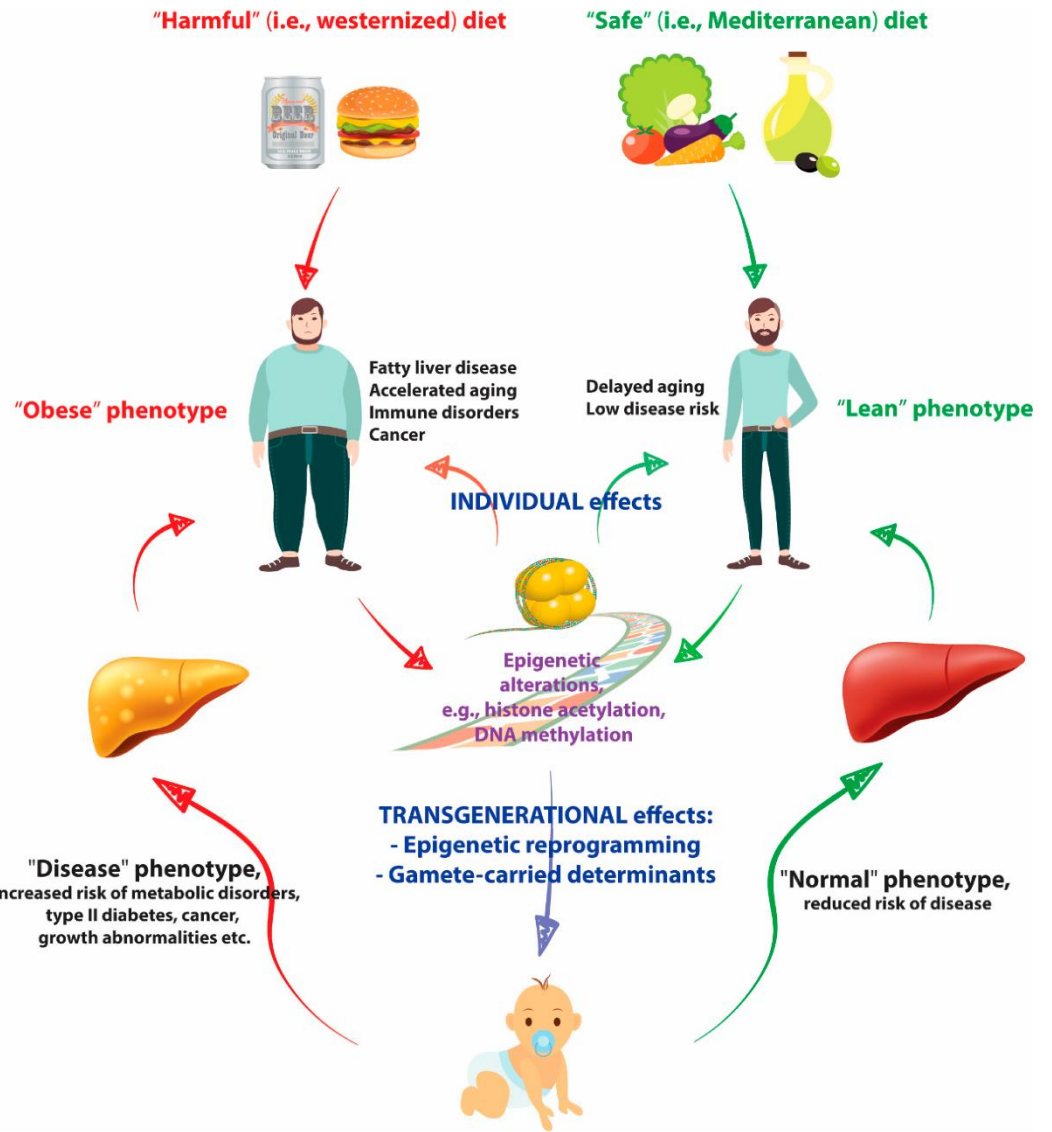 “Harmful” (i.e., westernized) diet
“Safe” (i.e., Mediterranean) diet
BEER
Original Beer
Fatty liver disease
Accelerated aging
Immune disorders
Cancer
Delayed aging
Low disease risk
“Obese” phenotype
“Lean” phenotype
INDIVIDUAL effects
Epigenetic
alterations,
e.g., histone acetylation,
DNA methylation
TRANSGENERATIONAL effects:
- Epigenetic reprogramming
- Gamete-carried determinants
"Disease" phenotype,
ncreased risk of metabolic disorders,
type II diabetes, cancer,
growth abnormalities etc.
"Normal" phenotype,
reduced risk of disease